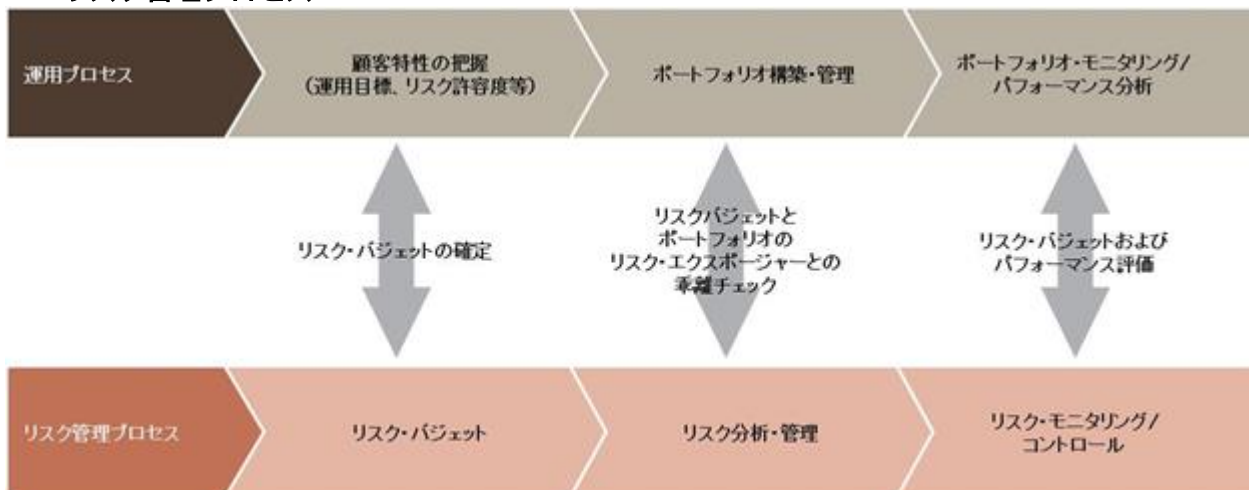 運用プロセス
顧客特性の把握
(運用目標、リスク許容度等)
ポートフォリオ構築・管理
ポートフォリオ・モニタリング/
パフォーマンス分析
リスク・バジェットの確定
リスクバジェットと
ポートフォリオの
リスク・エクスポージャーとの
乖離チェック
リスク・バジェットおよび
パフォーマンス評価
リスク管理プロセス
リスク・バジェット
リスク分析・管理
リスク・モニタリング/
コントロール